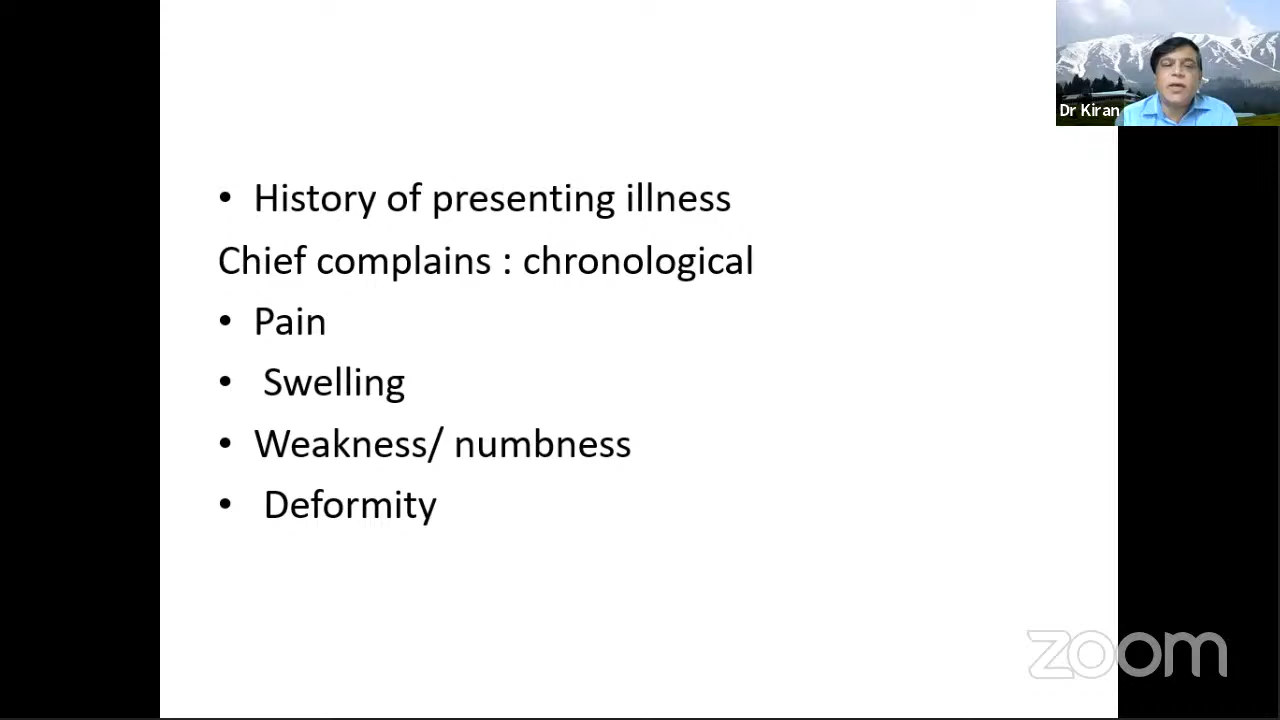 Dr Kiran
• History of presenting illness
Chief complains : chronological
• Pain
• Swelling
• Weakness/ numbness
• Deformity
zoom